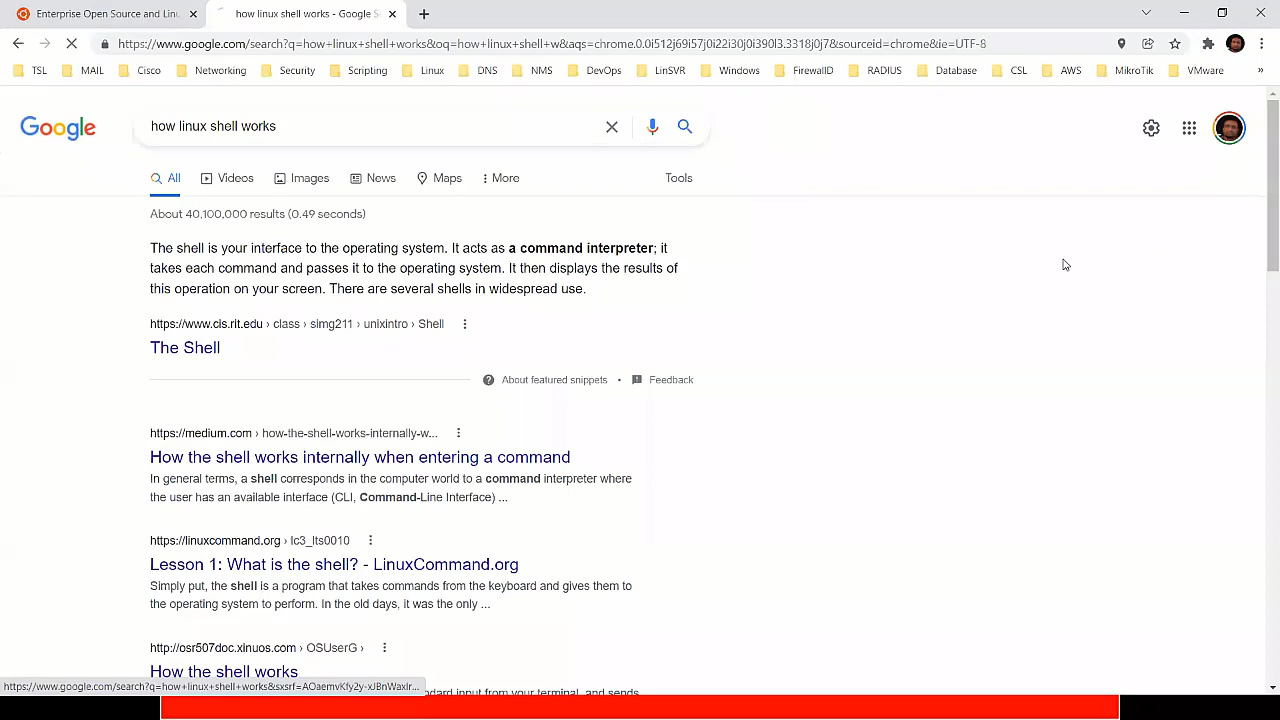 Enterprise Open Source and Linu
how linux shell works - Google S
https://www.google.com/search?q=how+linux+shell+works&oq=how+linux+shell+w&aqs=chrome.0.0i512j69i57j0i22i30j0i390l3.3318j0j7&sourceid=chrome&ie=UTF-8
TSL MAIL Cisco Networking Security Scripting Linux DNS NMS DevOps LinSVR Windows FirewallD RADIUS Database CSL AWS MikroTik VMware »
Google
how linux shell works
All Videos Images News Maps More Tools
About 40,100,000 results (0.49 seconds)
The shell is your interface to the operating system. It acts as a command interpreter; it
takes each command and passes it to the operating system. It then displays the results of
this operation on your screen. There are several shells in widespread use.
https://www.cis.rit.edu › class › simg211 › unixintro › Shell
The Shell
About featured snippets • Feedback
https://medium.com › how-the-shell-works-internally-w...
How the shell works internally when entering a command
In general terms, a shell corresponds in the computer world to a command interpreter where
the user has an available interface (CLI, Command-Line Interface) ...
https://linuxcommand.org › lc3_lts0010
Lesson 1: What is the shell? - LinuxCommand.org
Simply put, the shell is a program that takes commands from the keyboard and gives them to
the operating system to perform. In the old days, it was the only ...
http://osr507doc.xinuos.com › OSUserG ›
How the shell works
dard input from your terminal, and sends